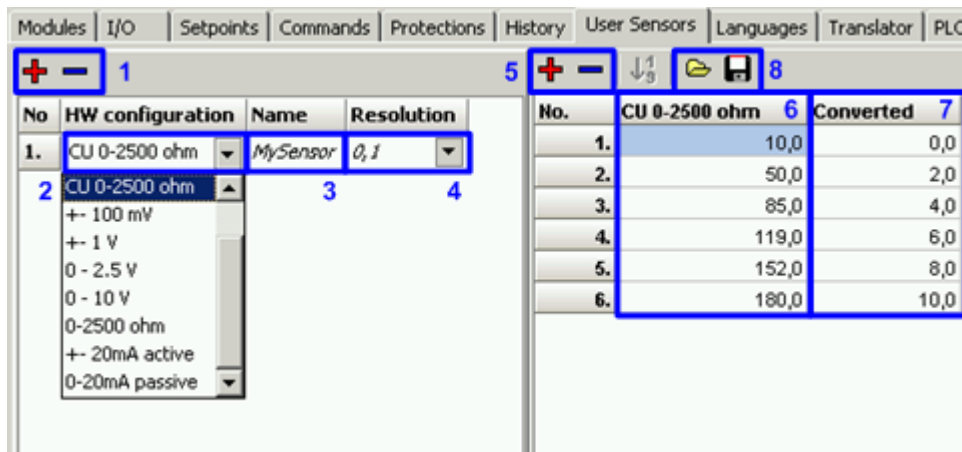 Modules I/O Setpoints Commands Protections History User Sensors Languages Translator PLC
1 5 8
No HW configuration Name Resolution
1. CU 0-2500 ohm MySensor 0,1
2 3 4
CU 0-2500 ohm
+- 100 mV
+- 1 V
0 - 2.5 V
0 - 10 V
0-2500 ohm
+- 20mA active
0-20mA passive
No. CU 0-2500 ohm 6 Converted 7
1. 10,0 0,0
2. 50,0 2,0
3. 85,0 4,0
4. 119,0 6,0
5. 152,0 8,0
6. 180,0 10,0